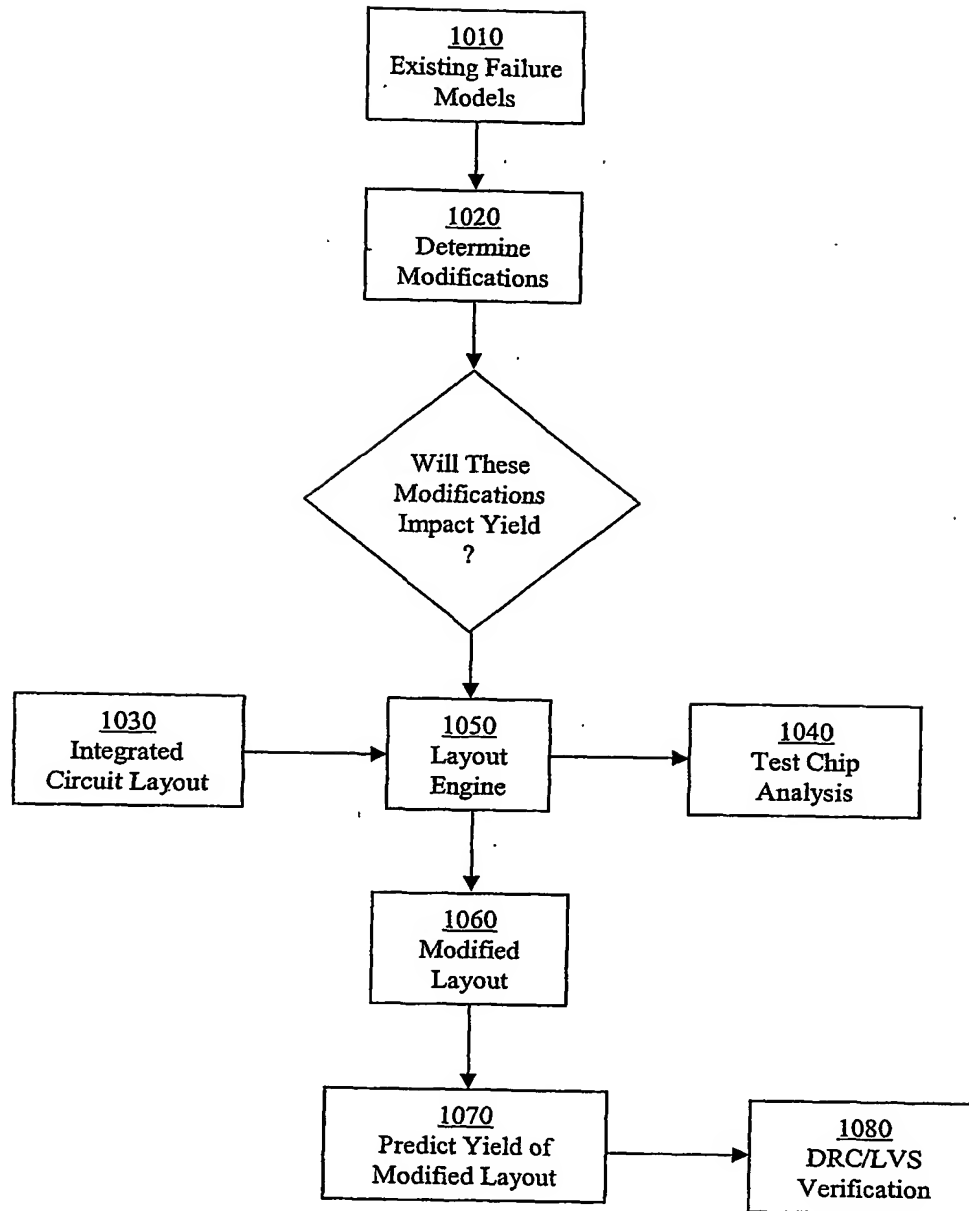 1010
Existing Failure
Models
1020
Determine
Modifications
Will These
Modifications
Impact Yield
?
1030
Integrated
Circuit Layout
1050
Layout
Engine
1040
Test Chip
Analysis
1060
Modified
Layout
1070
Predict Yield of
Modified Layout
1080
DRC/LVS
Verification